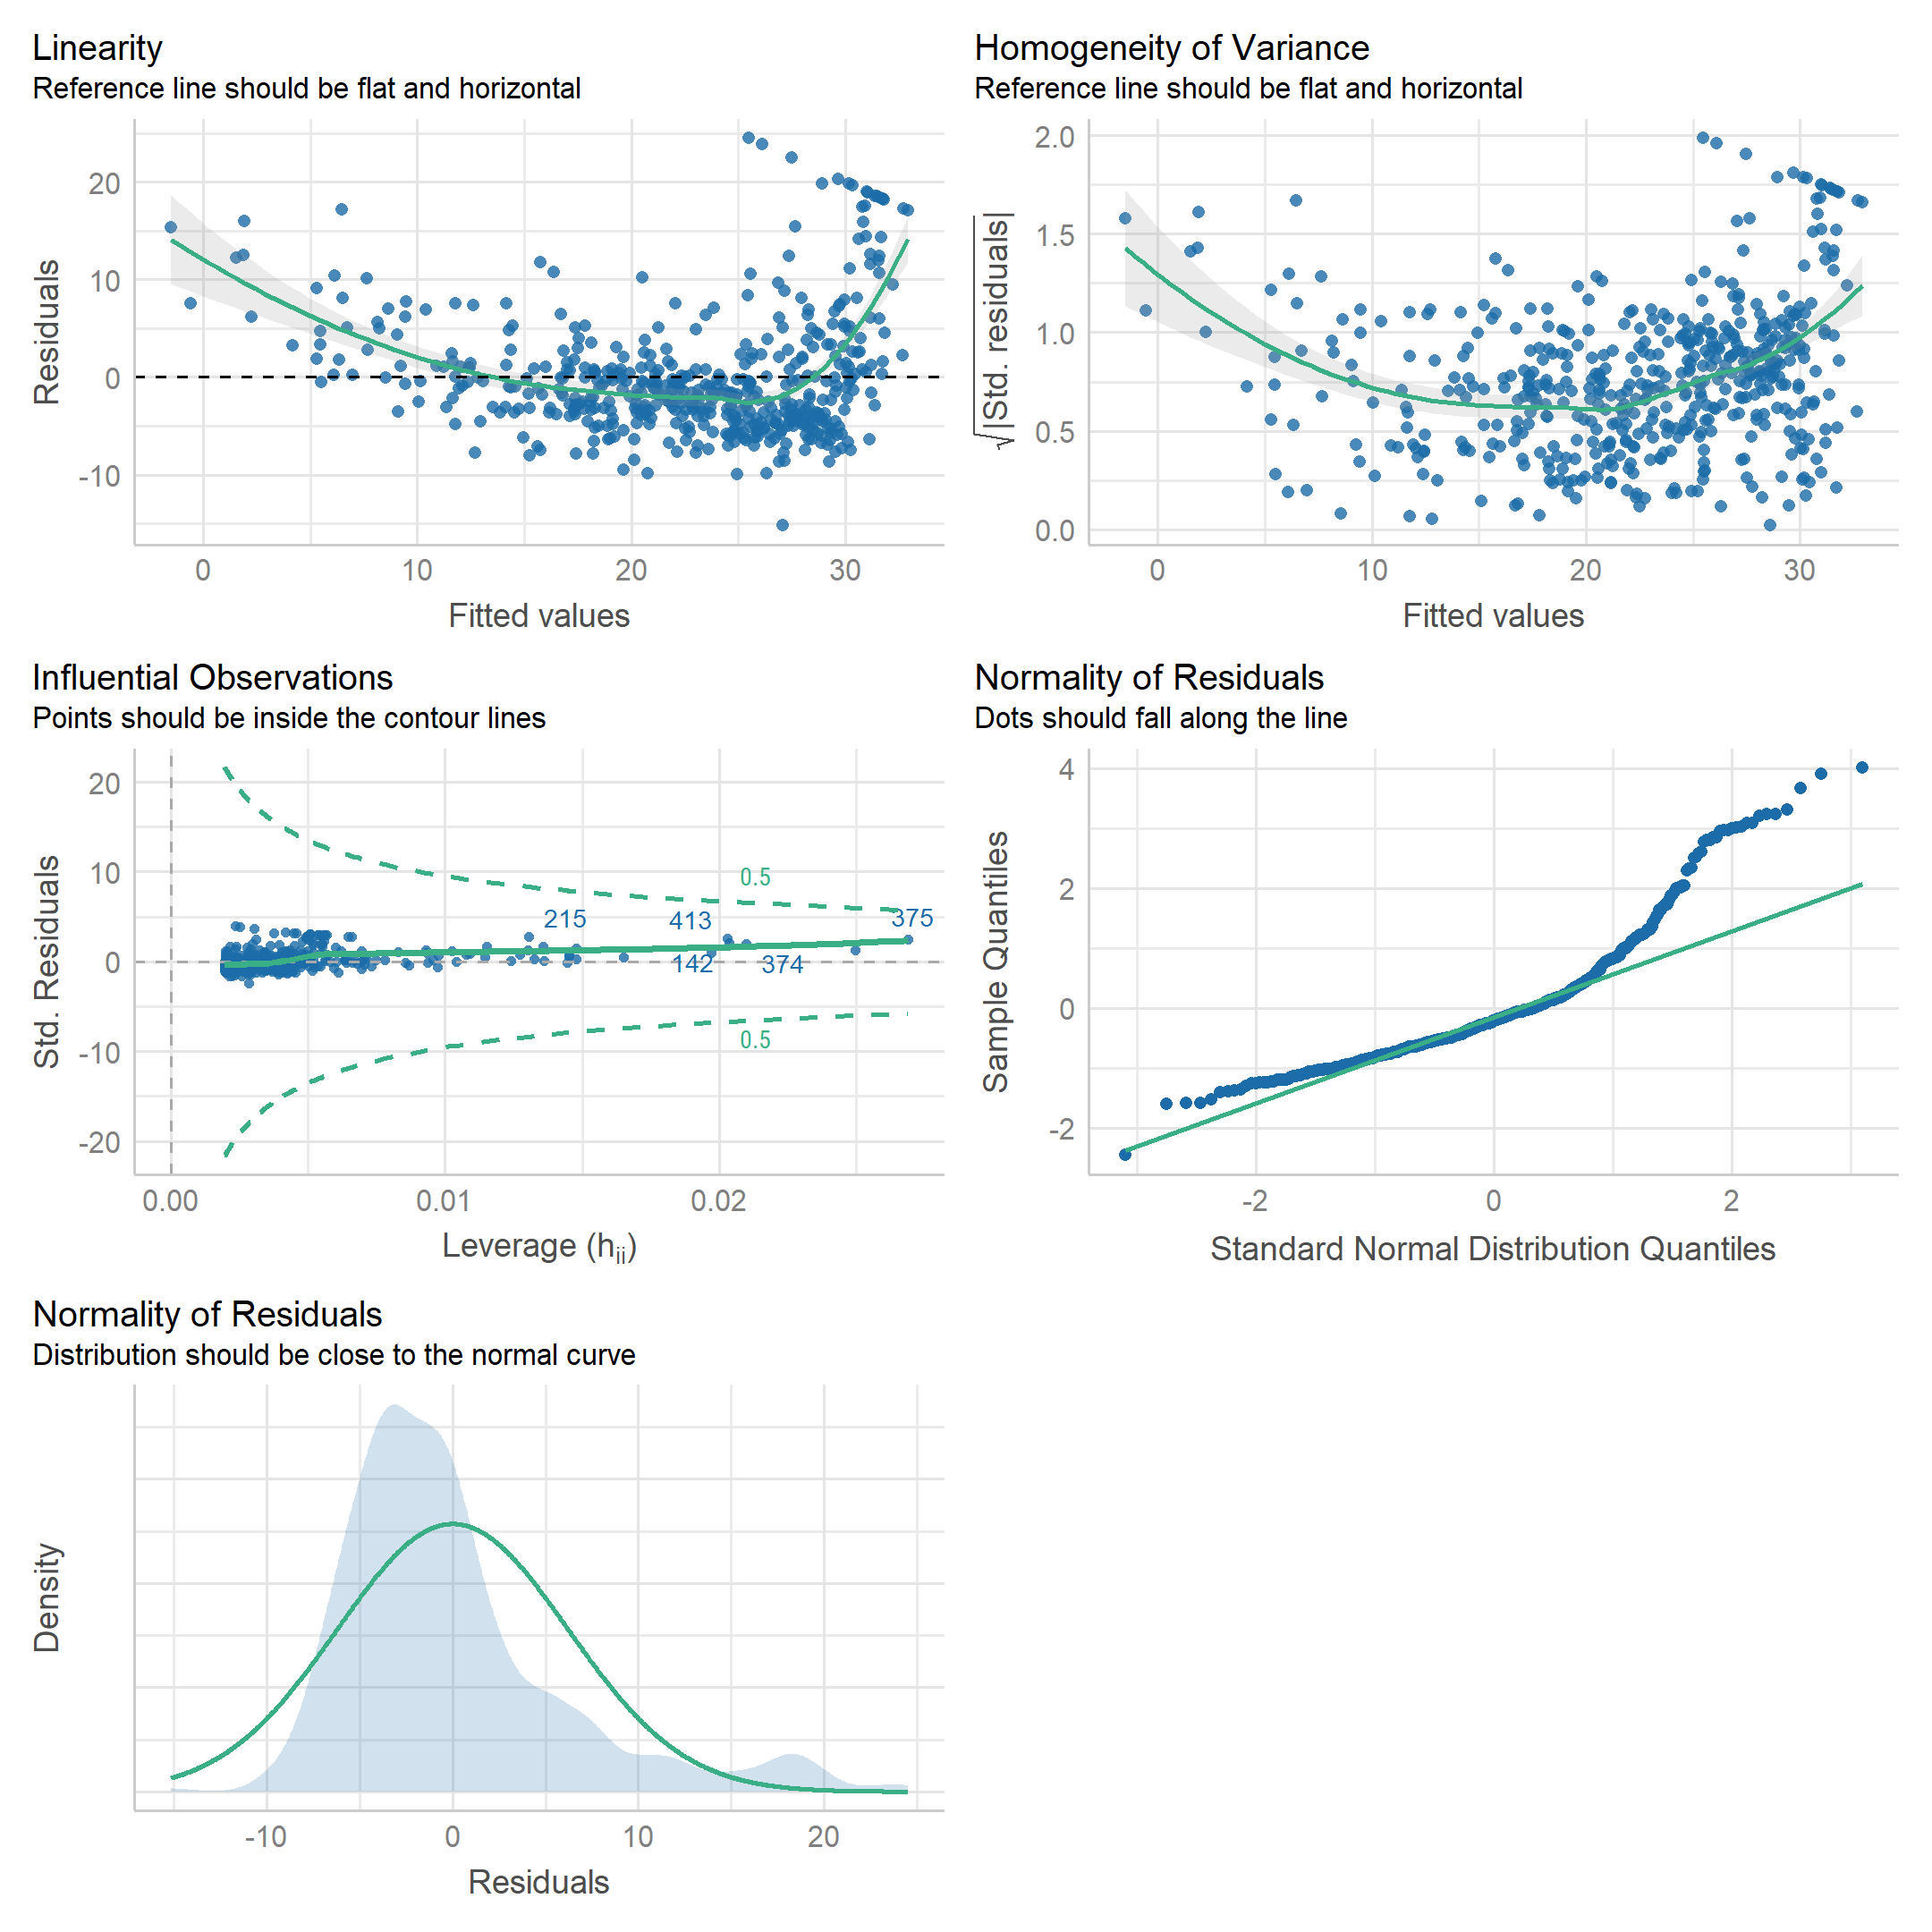 Linearity
Reference line should be flat and horizontal
Residuals
20
10
0
-10
0
10
20
30
Fitted values
Homogeneity of Variance
Reference line should be flat and horizontal
√|Std. residuals|
2.0
1.5
1.0
0.5
0.0
0
10
20
30
Fitted values
Influential Observations
Points should be inside the contour lines
Std. Residuals
20
10
0
-10
-20
0.5
215
413
375
142
374
0.5
0.00
0.01
0.02
Leverage (hᵢᵢ)
Normality of Residuals
Dots should fall along the line
Sample Quantiles
4
2
0
-2
-2
0
2
Standard Normal Distribution Quantiles
Normality of Residuals
Distribution should be close to the normal curve
Density
-10
0
10
20
Residuals